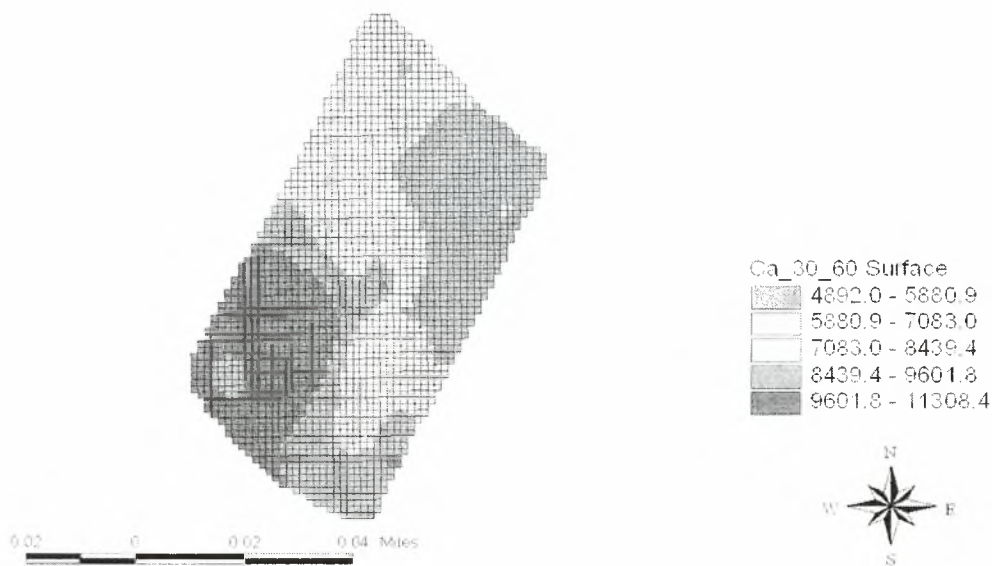 Ca_30_60 Surface
4892.0 - 5880.9
5880.9 - 7083.0
7083.0 - 8439.4
8439.4 - 9601.8
9601.8 - 11308.4
N
W E
S
0.02 0 0.02 0.04 Miles